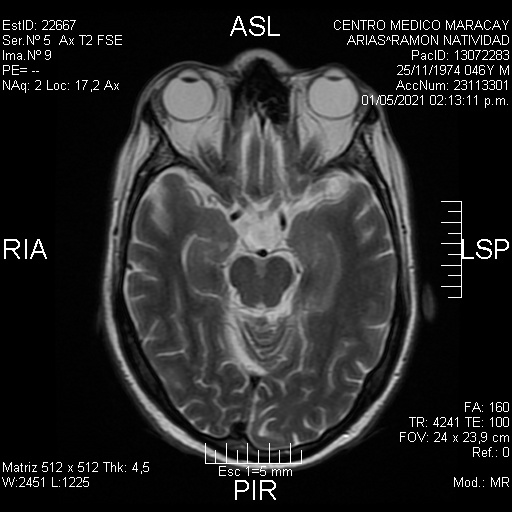 ASL
EstID: 22667
Ser.Nº 5 Ax T2 FSE
Ima.Nº 9
PE= --
NAq: 2 Loc: 17,2 Ax
CENTRO MEDICO MARACAY
ARIAS^RAMON NATIVIDAD
PacID: 13072283
25/11/1974 046Y M
AccNum: 23113301
01/05/2021 02:13:11 p.m.
RIA
LSP
FA: 160
TR: 4241 TE: 100
FOV: 24 x 23,9 cm
Ref.: 0
Mod.: MR
Matriz 512 x 512 Thk: 4,5
W:2451 L:1225
Esc 1=5 mm
PIR